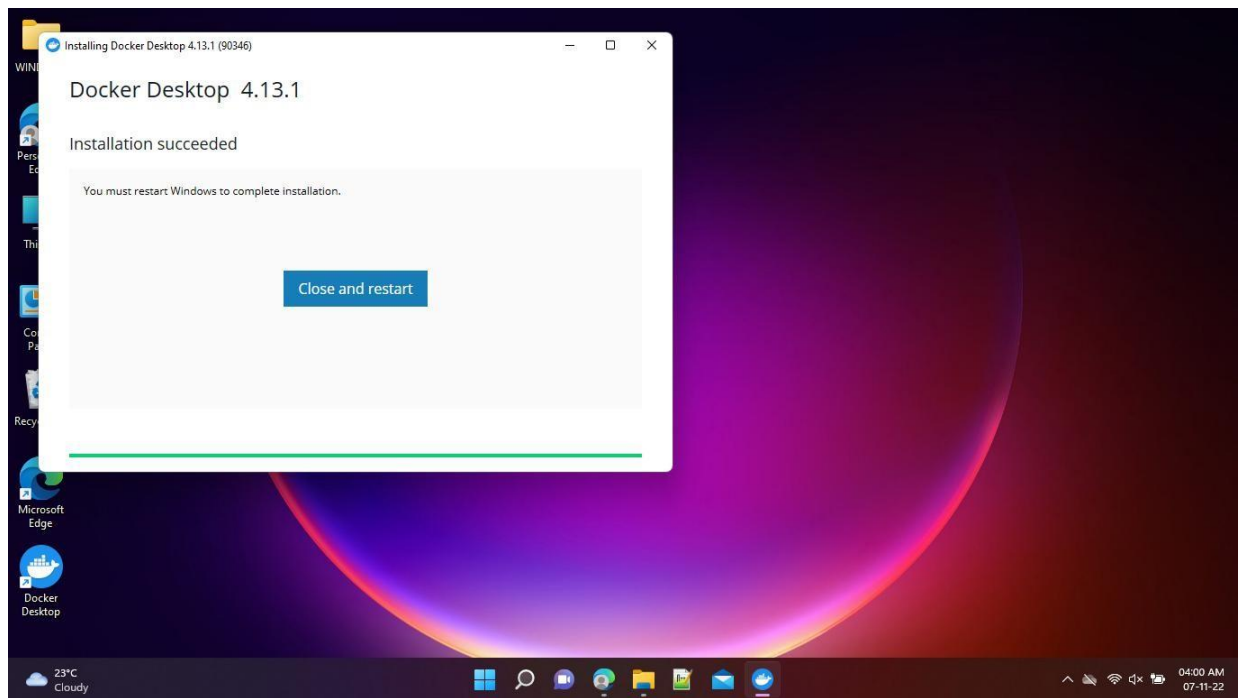 Installing Docker Desktop 4.13.1 (90346)
Docker Desktop 4.13.1
Installation succeeded
You must restart Windows to complete installation.
Close and restart
Microsoft
Edge
Docker
Desktop
23°C
Cloudy
04:00 AM
07-11-22